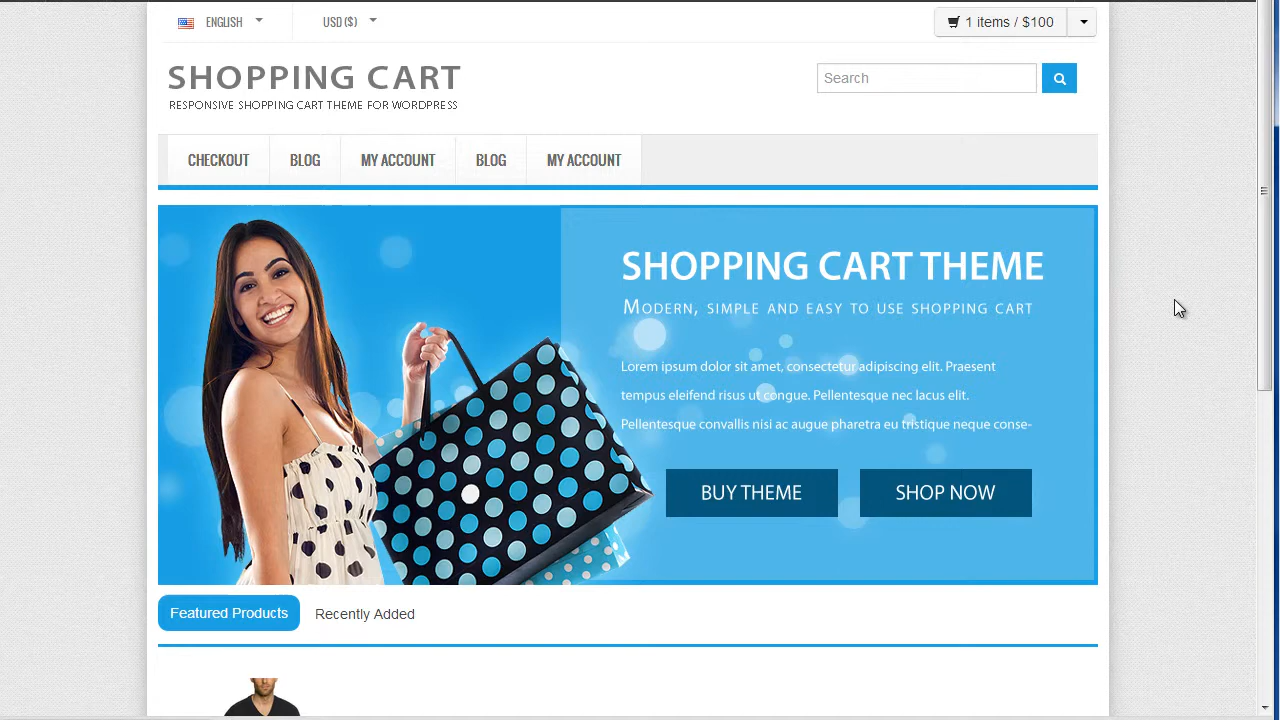 ENGLISH USD ($) 1 items / $100
SHOPPING CART
RESPONSIVE SHOPPING CART THEME FOR WORDPRESS
Search
CHECKOUT BLOG MY ACCOUNT BLOG MY ACCOUNT
SHOPPING CART THEME
MODERN, SIMPLE AND EASY TO USE SHOPPING CART
Lorem ipsum dolor sit amet, consectetur adipiscing elit. Praesent
tempus eleifend risus ut congue. Pellentesque nec lacus elit.
Pellentesque convallis nisi ac augue pharetra eu tristique neque conse-
BUY THEME SHOP NOW
Featured Products Recently Added